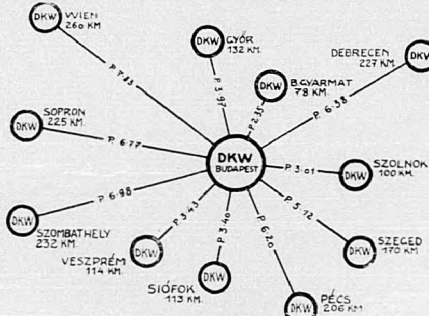 DKW WIEN
260 KM.
DKW GYŐR
132 KM.
DEBRECEN DKW
227 KM.
DKW B.GYARMAT
78 KM.
P. 7·83
P. 3·97
P. 2·35
P. 6·38
DKW SOPRON
225 KM.
P. 6·77
DKW
BUDAPEST
P. 3·01
DKW SZOLNOK
100 KM.
P. 6·98
P. 3·43
P. 3·40
P. 6·20
P. 5·12
DKW
SZOMBATHELY
232 KM.
DKW
VESZPRÉM
114 KM.
DKW
SIÓFOK
113 KM.
DKW SZEGED
170 KM.
DKW PÉCS
206 KM.